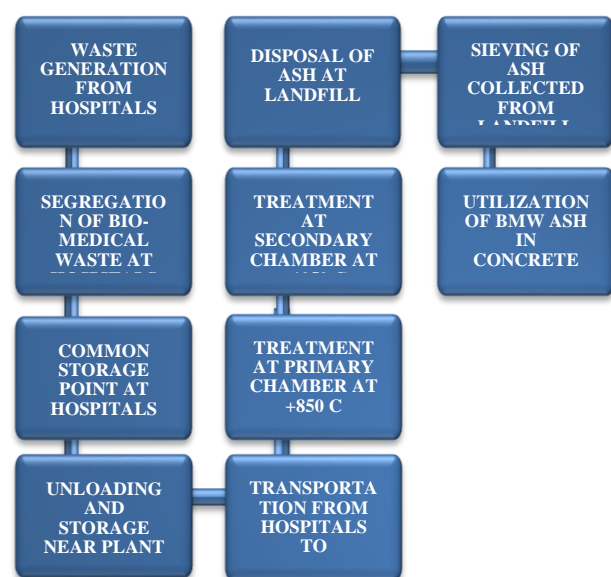 WASTE
GENERATION
FROM
HOSPITALS
SEGREGATIO
N OF BIO-
MEDICAL
WASTE AT
COMMON
STORAGE
POINT AT
HOSPITALS
UNLOADING
AND
STORAGE
NEAR PLANT
TRANSPORTA
TION FROM
HOSPITALS
TO
TREATMENT
AT PRIMARY
CHAMBER AT
+850 C
TREATMENT
AT
SECONDARY
CHAMBER AT
DISPOSAL OF
ASH AT
LANDFILL
SIEVING OF
ASH
COLLECTED
FROM
LANDFILL
UTILIZATION
OF BMW ASH
IN
CONCRETE